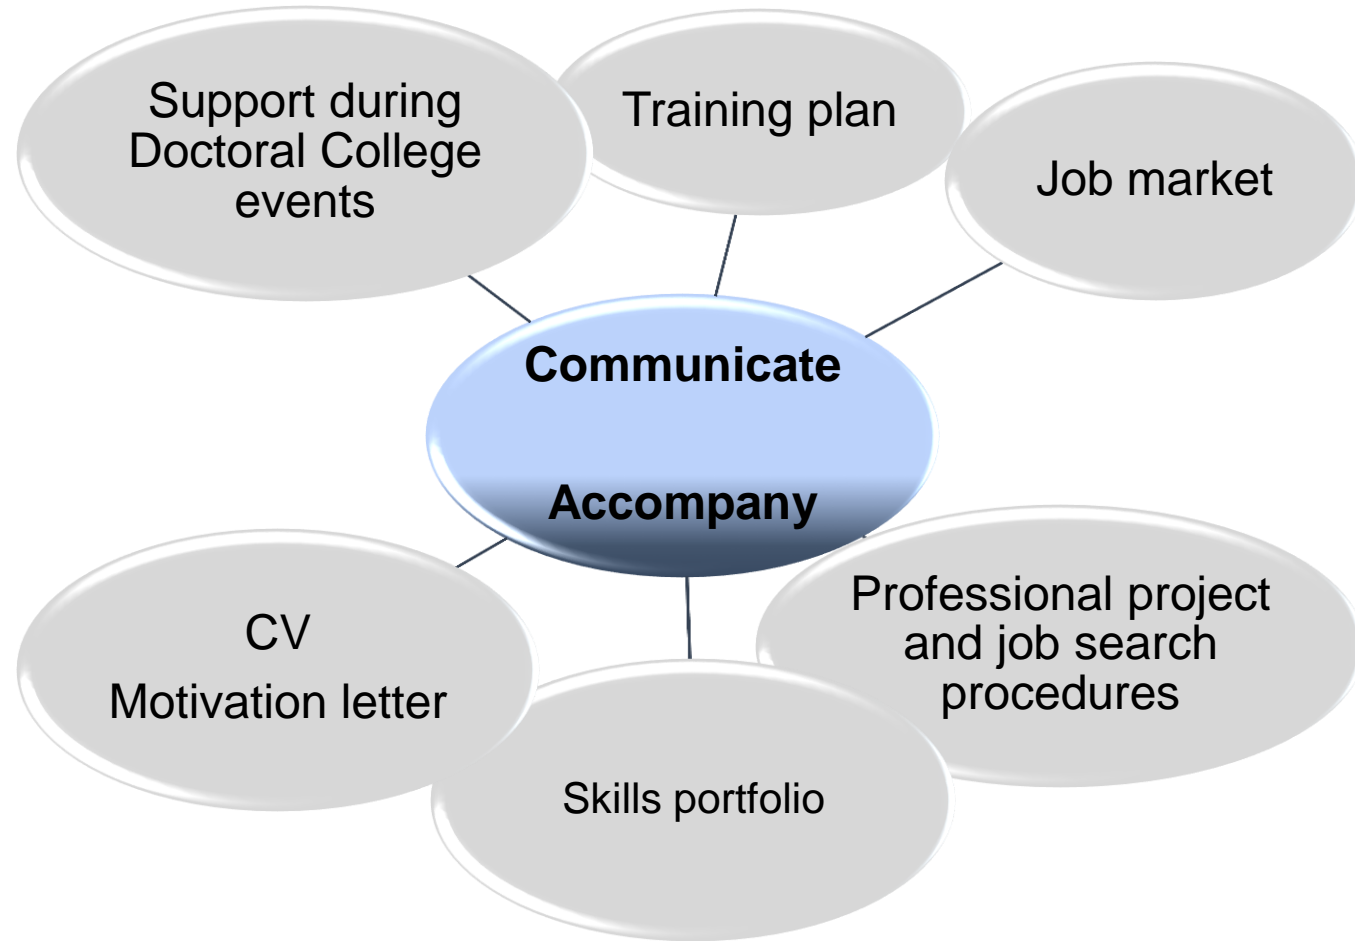 Support during
Doctoral College
events
Training plan
Job market
Communicate
Accompany
CV
Motivation letter
Professional project
and job search
procedures
Skills portfolio